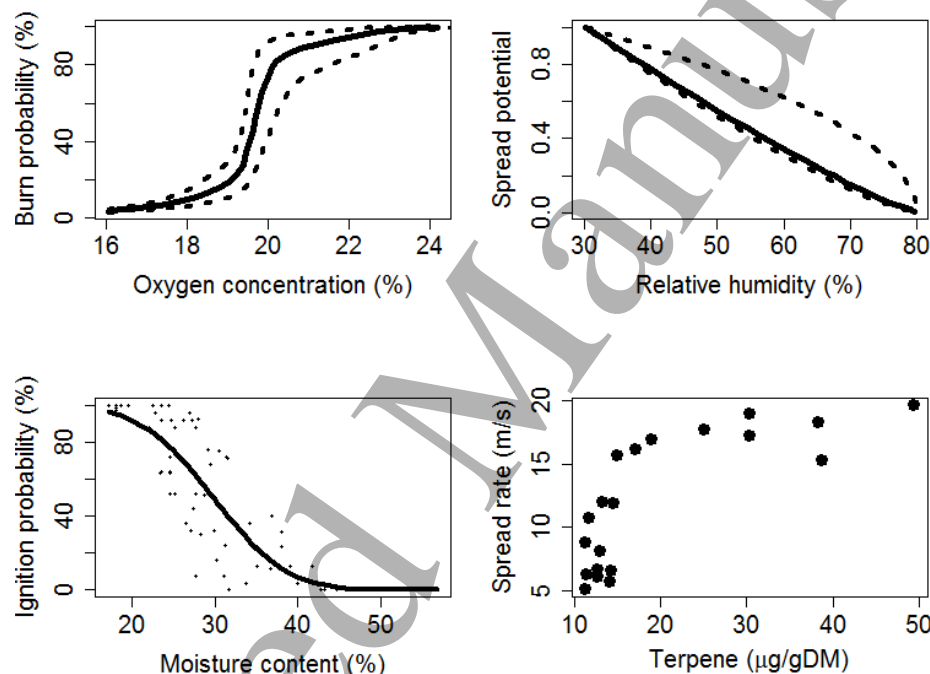 Burn probability (%)
0 40 80
16 18 20 22 24
Oxygen concentration (%)
Spread potential
0.0 0.4 0.8
30 40 50 60 70 80
Relative humidity (%)
Ignition probability (%)
0 40 80
20 30 40 50
Moisture content (%)
Spread rate (m/s)
5 10 15 20
10 20 30 40 50
Terpene (μg/gDM)
ed Manu